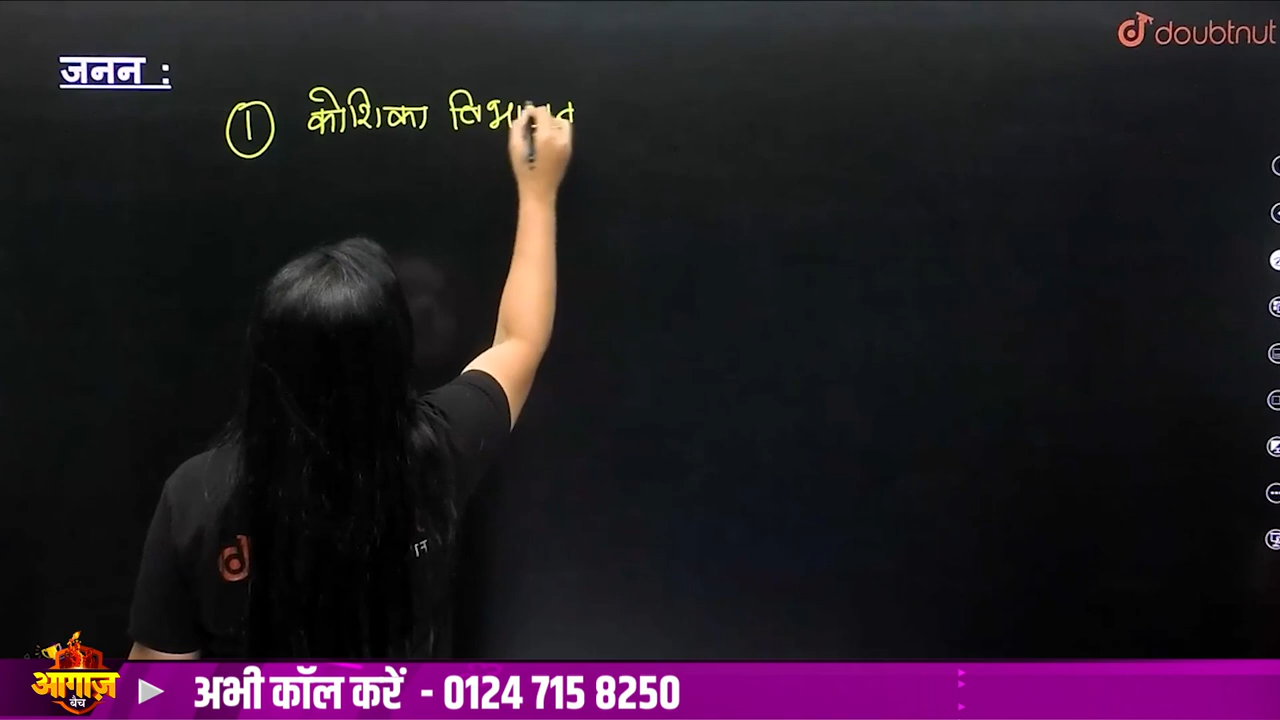 doubtnut
जनन :
① कोशिका
आगाज़
बैच
अभी कॉल करें - 0124 715 8250